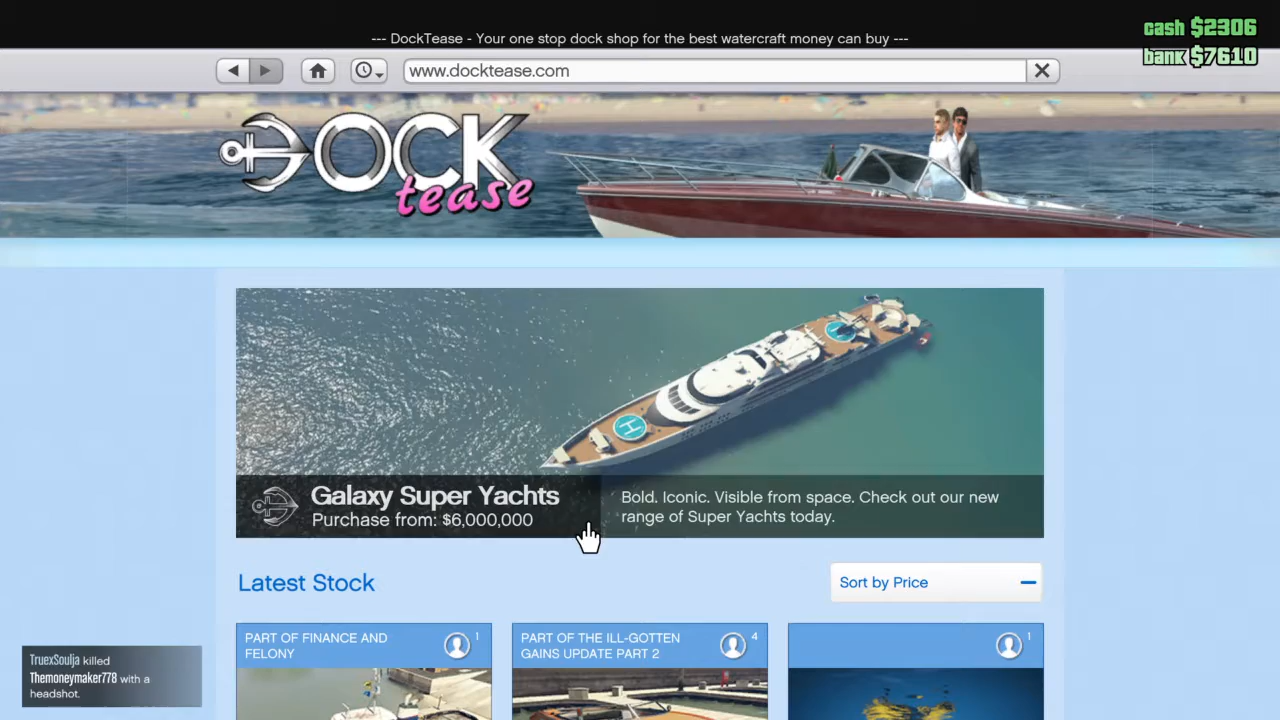 --- DockTease - Your one stop dock shop for the best watercraft money can buy ---
cash $2306
bank $7610
www.docktease.com
DOCK
tease
H
Galaxy Super Yachts
Purchase from: $6,000,000
Bold. Iconic. Visible from space. Check out our new
range of Super Yachts today.
Latest Stock
Sort by Price
PART OF FINANCE AND
FELONY
1
PART OF THE ILL-GOTTEN
GAINS UPDATE PART 2
4
1
TruexSoulja killed
Themoneymaker778 with a
headshot.